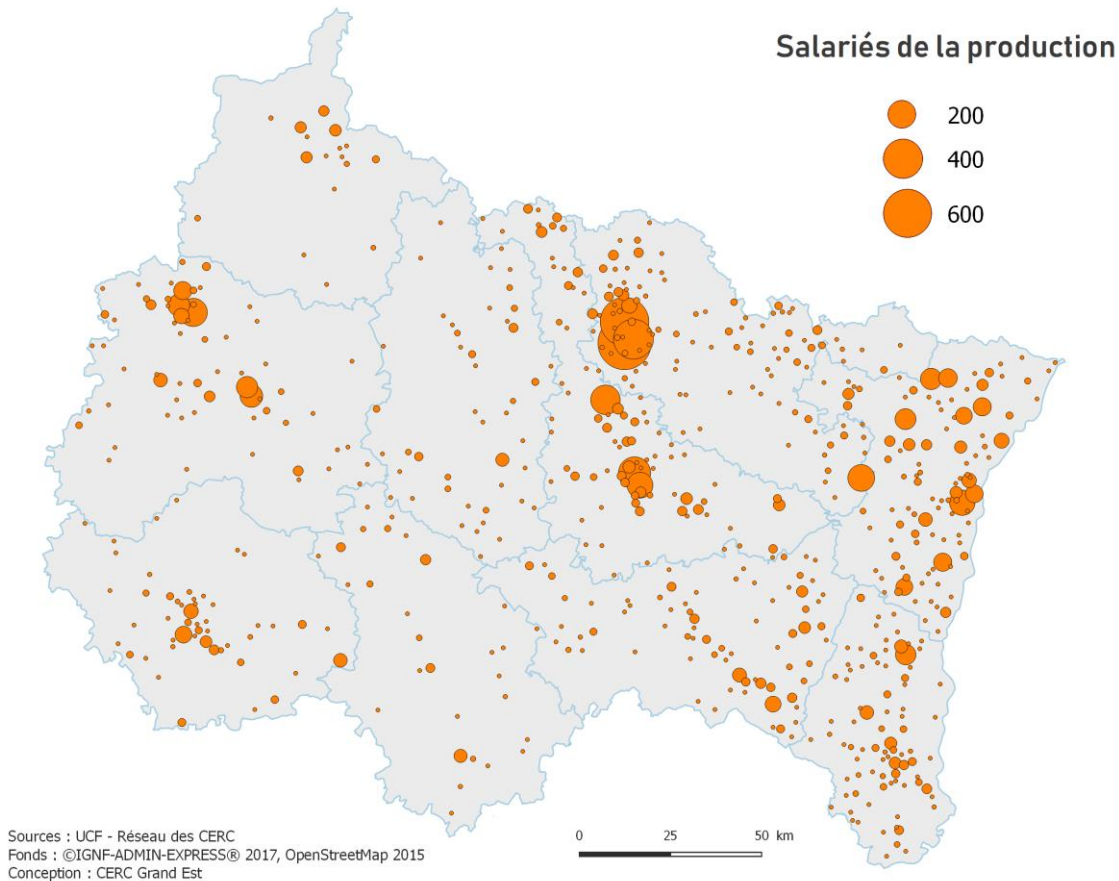 Salariés de la production
200
400
600
Sources : UCF - Réseau des CERC
Fonds : ©IGNF-ADMIN-EXPRESS® 2017, OpenStreetMap 2015
Conception : CERC Grand Est
0 25 50 km